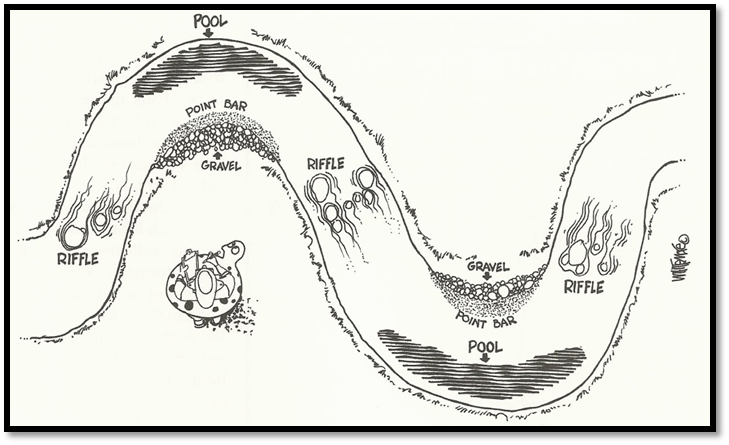 POOL
POINT BAR
GRAVEL
RIFFLE
RIFFLE
GRAVEL
POINT BAR
RIFFLE
POOL